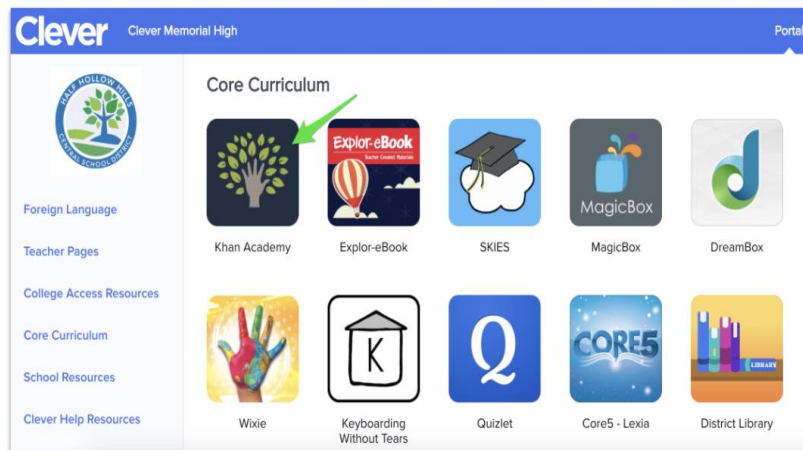 Clever
Clever Memorial High
Portal
HALF HOLLOW HILLS
CENTRAL SCHOOL DISTRICT
Foreign Language
Teacher Pages
College Access Resources
Core Curriculum
School Resources
Clever Help Resources
Core Curriculum
Explor-eBook
Teacher Created Materials
MagicBox
d
Khan Academy
Explor-eBook
SKIES
MagicBox
DreamBox
K
Q
CORE5
LIBRARY
Wixie
Keyboarding
Without Tears
Quizlet
Core5 - Lexia
District Library